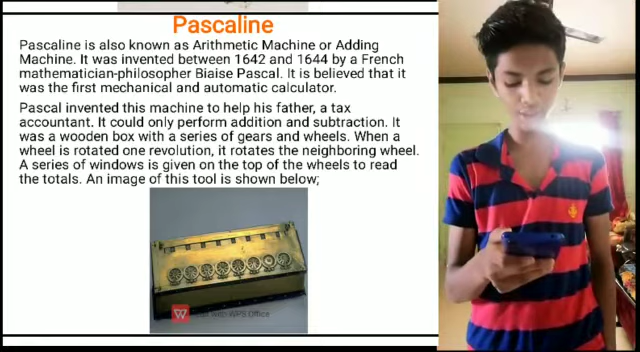 Pascaline
Pascaline is also known as Arithmetic Machine or Adding
Machine. It was invented between 1642 and 1644 by a French
mathematician-philosopher Biaise Pascal. It is believed that it
was the first mechanical and automatic calculator.
Pascal invented this machine to help his father, a tax
accountant. It could only perform addition and subtraction. It
was a wooden box with a series of gears and wheels. When a
wheel is rotated one revolution, it rotates the neighboring wheel.
A series of windows is given on the top of the wheels to read
the totals. An image of this tool is shown below;
with WPS Office